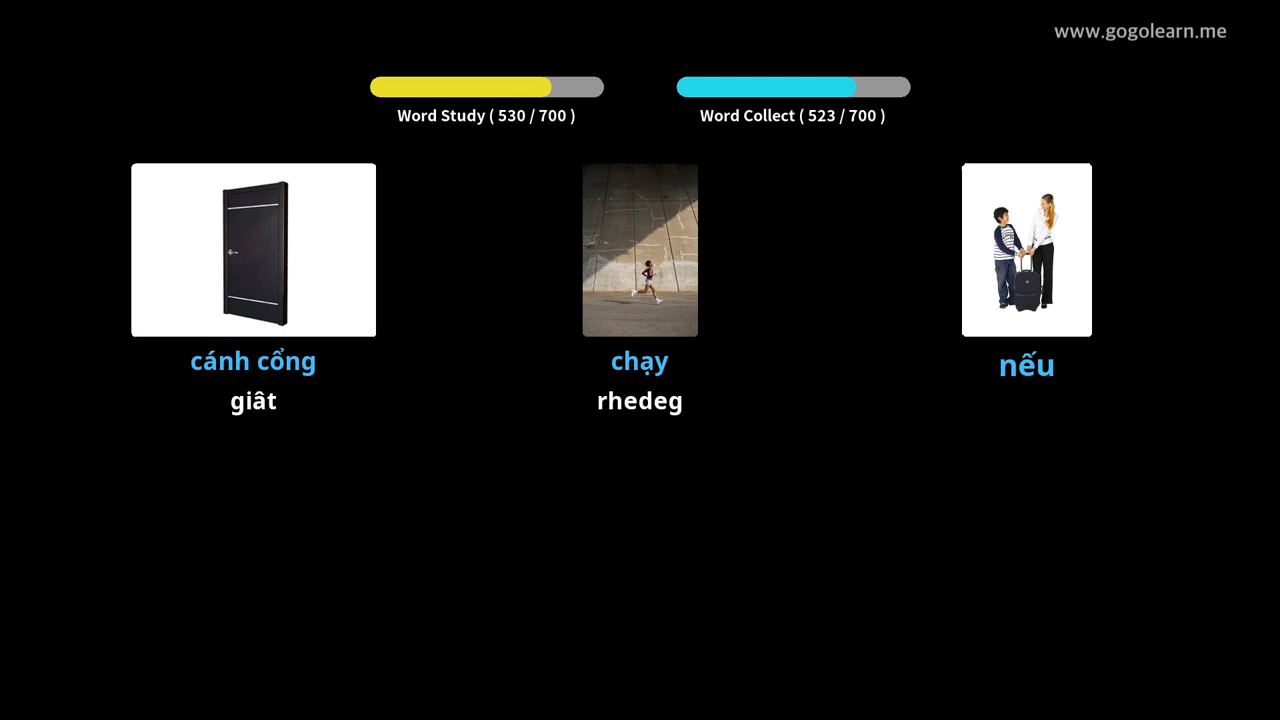 www.gogolearn.me
Word Study ( 530 / 700 )
Word Collect ( 523 / 700 )
cánh cổng
chạy
nếu
giât
rhedeg